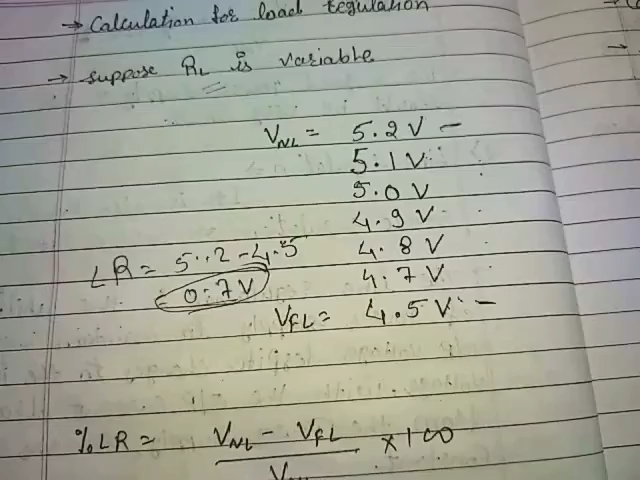 → Calculation for load regulation
→ suppose RL is variable
VNL = 5.2 V -
5.1 V
5.0 V
4.9 V
LR = 5.2 - 4.5 4.8 V
0.7 V 4.7 V
VFL = 4.5 V -
% LR = VNL - VFL × 100